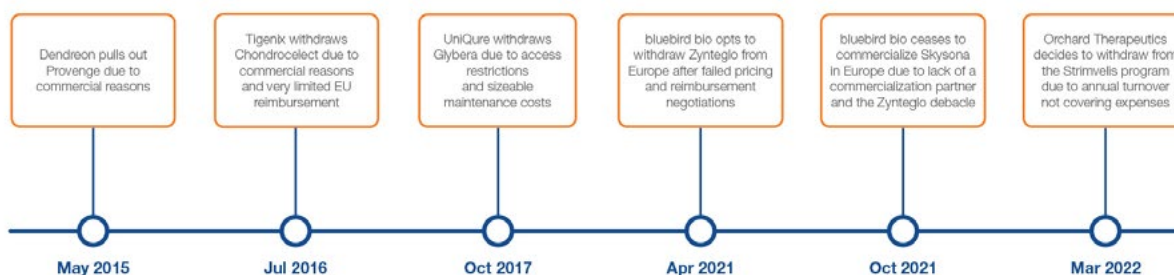 Dendreon pulls out
Provenge due to
commercial reasons
Tigenix withdraws
Chondrocelect due to
commercial reasons
and very limited EU
reimbursement
UniQure withdraws
Glybera due to access
restrictions
and sizeable
maintenance costs
bluebird bio opts to
withdraw Zynteglo from
Europe after failed pricing
and reimbursement
negotiations
bluebird bio ceases to
commercialize Skysona
in Europe due to lack of a
commercialization partner
and the Zynteglo debacle
Orchard Therapeutics
decides to withdraw from
the Strimvelis program
due to annual turnover
not covering expenses
May 2015
Jul 2016
Oct 2017
Apr 2021
Oct 2021
Mar 2022